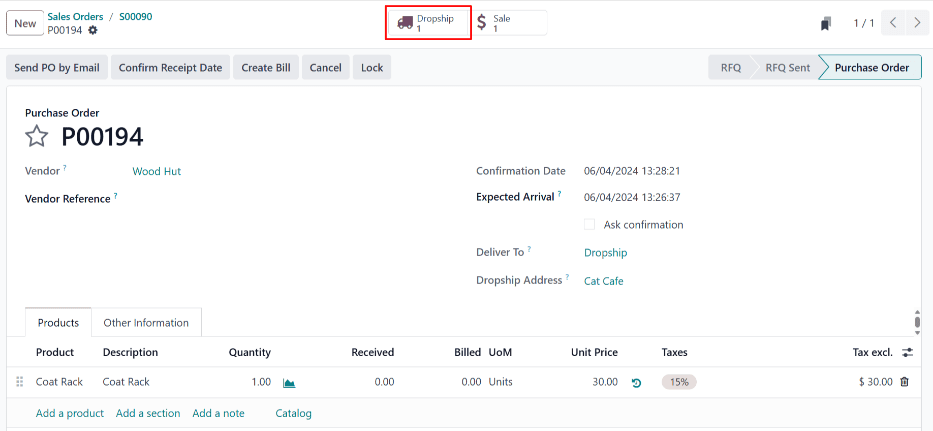 New
Sales Orders / S00090
P00194
Dropship
1
Sale
1
1 / 1
Send PO by Email
Confirm Receipt Date
Create Bill
Cancel
Lock
RFQ
RFQ Sent
Purchase Order
Purchase Order
P00194
Vendor ?
Wood Hut
Vendor Reference ?
Confirmation Date
06/04/2024 13:28:21
Expected Arrival ?
06/04/2024 13:26:37
Ask confirmation
Deliver To ?
Dropship
Dropship Address ?
Cat Cafe
Products
Other Information
Product Description Quantity Received Billed UoM Unit Price Taxes Tax excl.
Coat Rack Coat Rack 1.00 0.00 0.00 Units 30.00 15% $ 30.00
Add a product Add a section Add a note Catalog